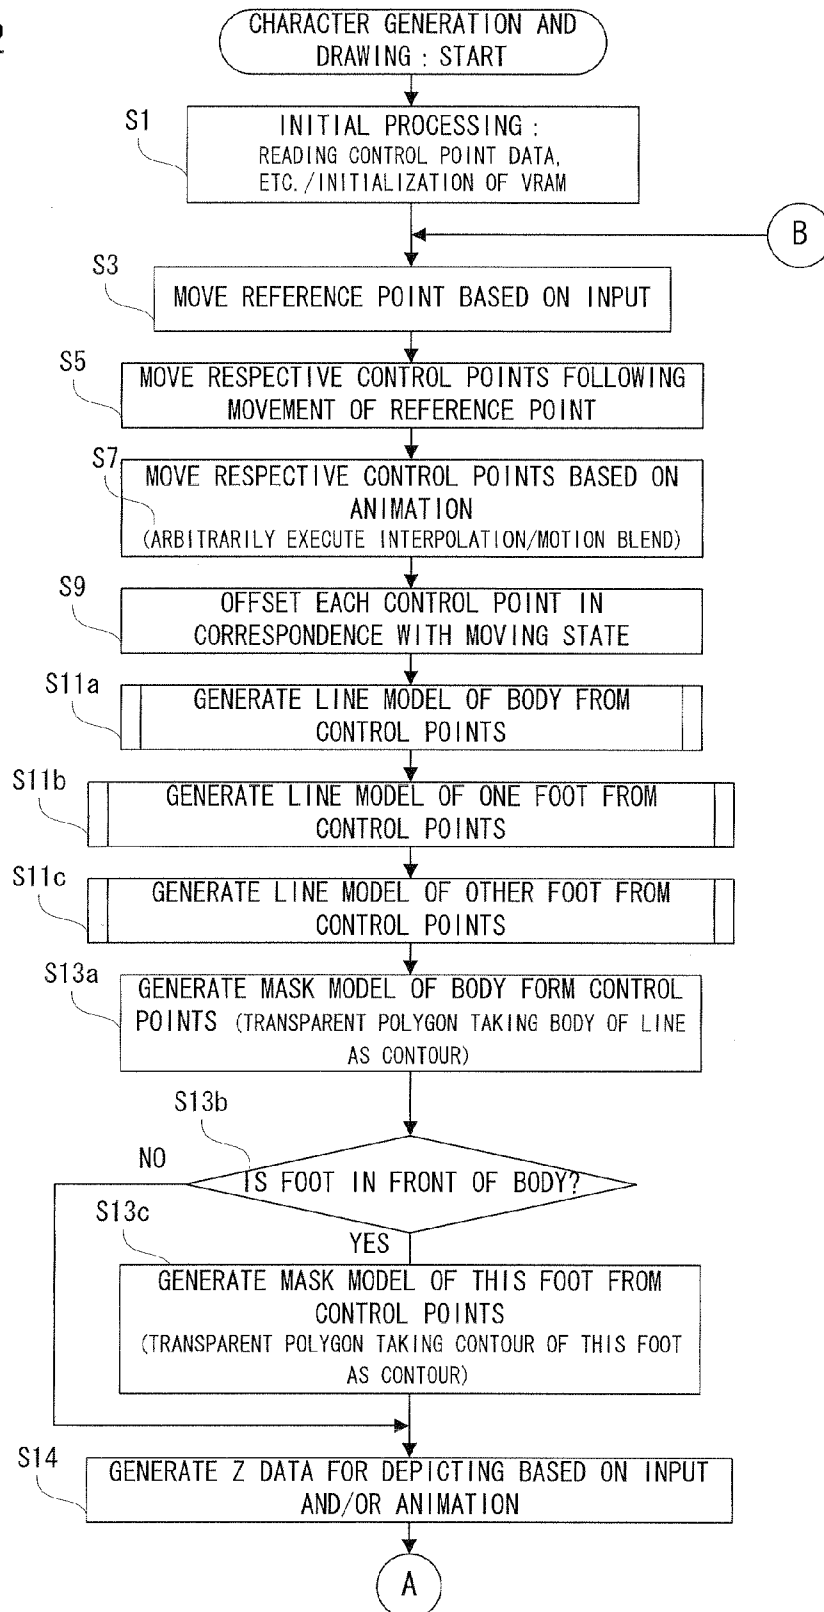 2
CHARACTER GENERATION AND
DRAWING : START
S1
INITIAL PROCESSING :
READING CONTROL POINT DATA,
ETC./INITIALIZATION OF VRAM
B
S3
MOVE REFERENCE POINT BASED ON INPUT
S5
MOVE RESPECTIVE CONTROL POINTS FOLLOWING
MOVEMENT OF REFERENCE POINT
S7
MOVE RESPECTIVE CONTROL POINTS BASED ON
ANIMATION
(ARBITRARILY EXECUTE INTERPOLATION/MOTION BLEND)
S9
OFFSET EACH CONTROL POINT IN
CORRESPONDENCE WITH MOVING STATE
S11a
GENERATE LINE MODEL OF BODY FROM
CONTROL POINTS
S11b
GENERATE LINE MODEL OF ONE FOOT FROM
CONTROL POINTS
S11c
GENERATE LINE MODEL OF OTHER FOOT FROM
CONTROL POINTS
S13a
GENERATE MASK MODEL OF BODY FORM CONTROL
POINTS (TRANSPARENT POLYGON TAKING BODY OF LINE
AS CONTOUR)
S13b
NO
IS FOOT IN FRONT OF BODY?
S13c
YES
GENERATE MASK MODEL OF THIS FOOT FROM
CONTROL POINTS
(TRANSPARENT POLYGON TAKING CONTOUR OF THIS FOOT
AS CONTOUR)
S14
GENERATE Z DATA FOR DEPICTING BASED ON INPUT
AND/OR ANIMATION
A